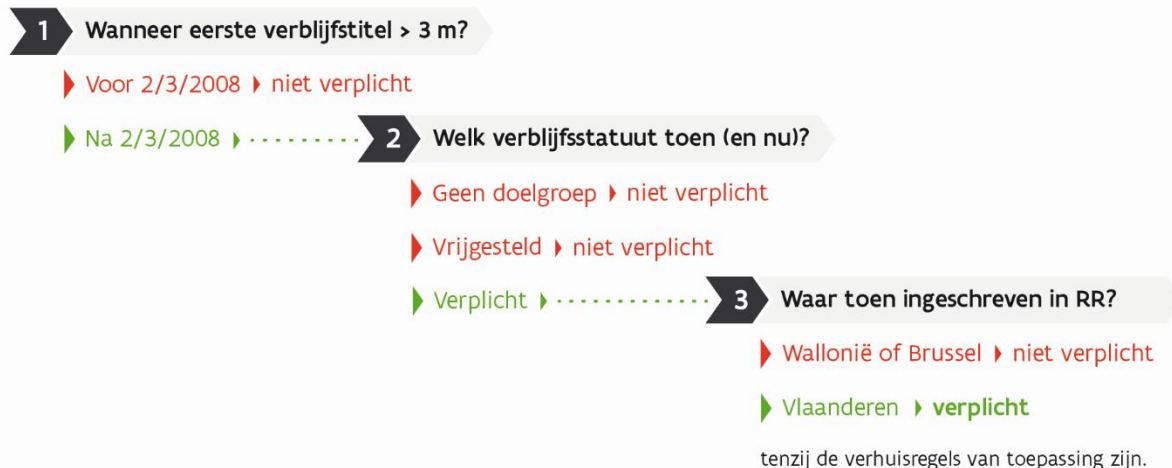 1 Wanneer eerste verblijfstitel > 3 m?
Voor 2/3/2008 niet verplicht
Na 2/3/2008
2 Welk verblijfsstatuut toen (en nu)?
Geen doelgroep niet verplicht
Vrijgesteld niet verplicht
Verplicht
3 Waar toen ingeschreven in RR?
Wallonië of Brussel niet verplicht
Vlaanderen verplicht
tenzij de verhuisregels van toepassing zijn.